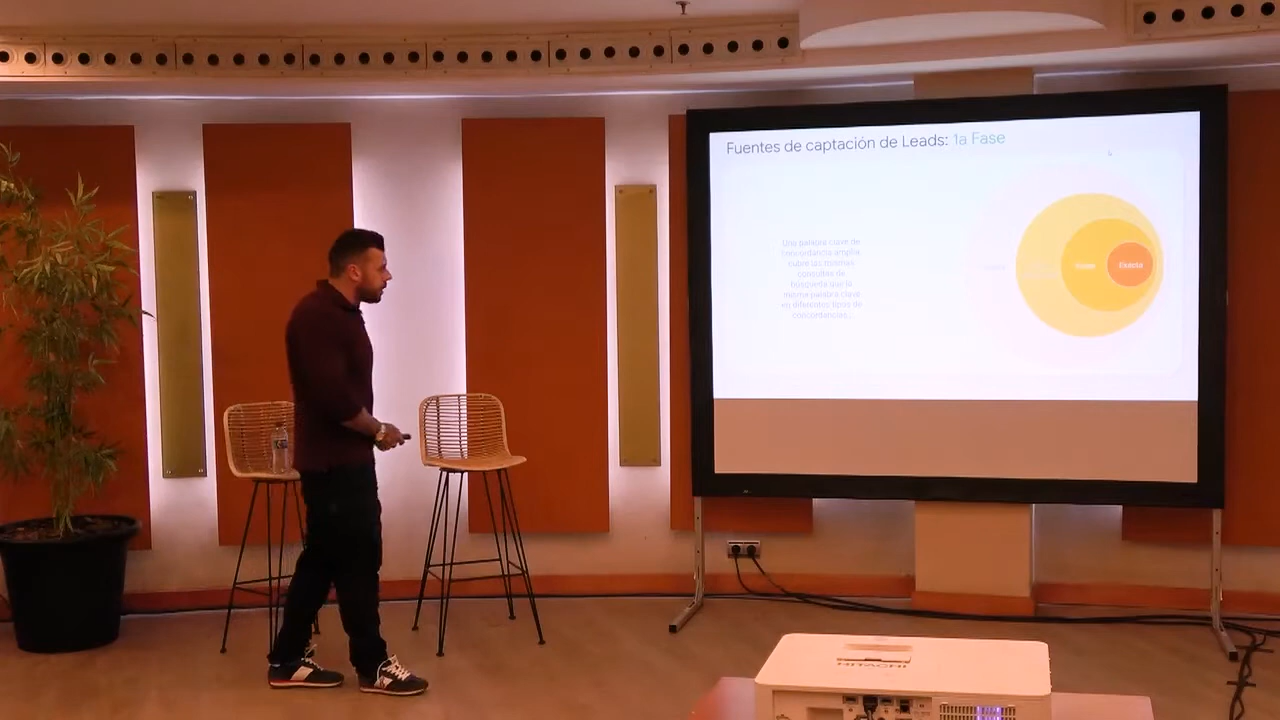 Fuentes de captación de Leads: 1a Fase
Una palabra clave de
concordancia amplia
cubre las mismas
consultas de
búsqueda que la
misma palabra clave
en diferentes tipos de
concordancias...
Exacta
HITACHI